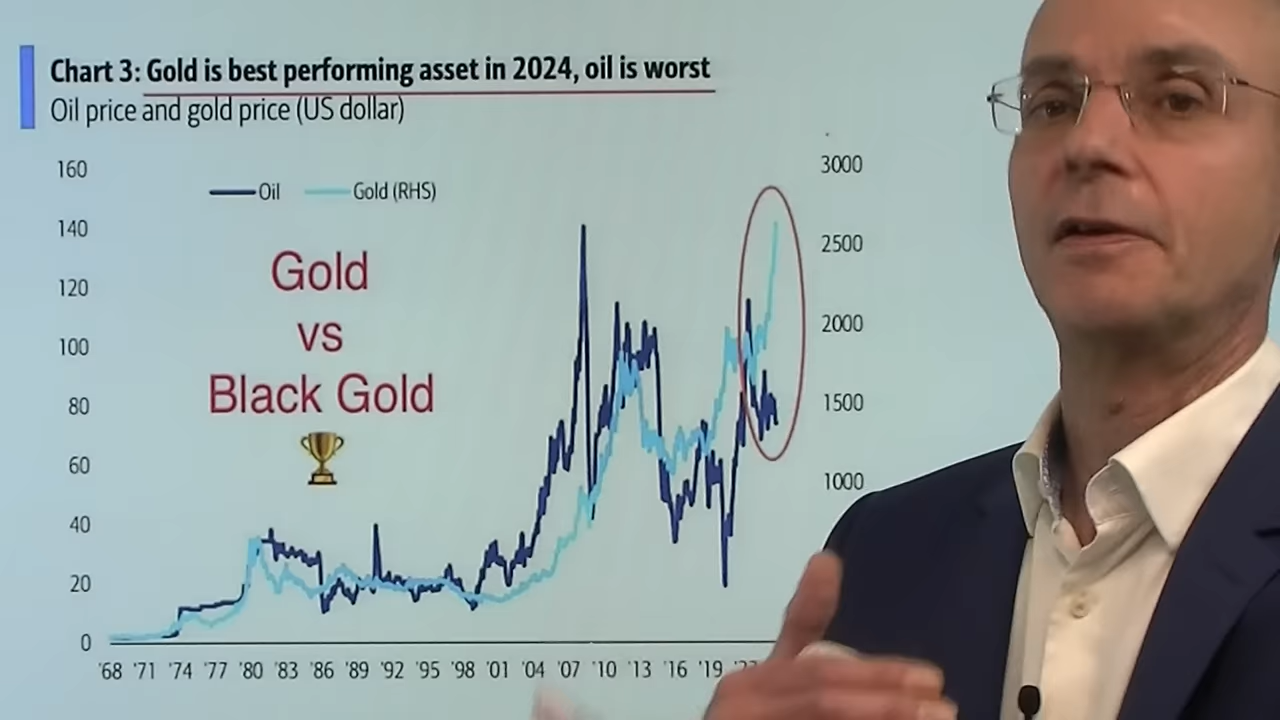 Chart 3: Gold is best performing asset in 2024, oil is worst
Oil price and gold price (US dollar)
160
140
120
100
80
60
40
20
0
Oil
Gold (RHS)
Gold
vs
Black Gold
3000
2500
2000
1500
1000
'68 '71 '74 '77 '80 '83 '86 '89 '92 '95 '98 '01 '04 '07 '10 '13 '16 '19